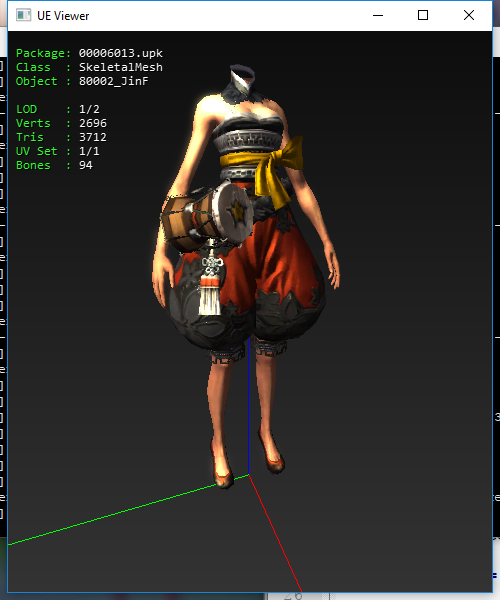 UE Viewer
Package: 00006013.upk
Class : SkeletalMesh
Object : 80002_JinF
LOD : 1/2
Verts : 2696
Tris : 3712
UV Set : 1/1
Bones : 94